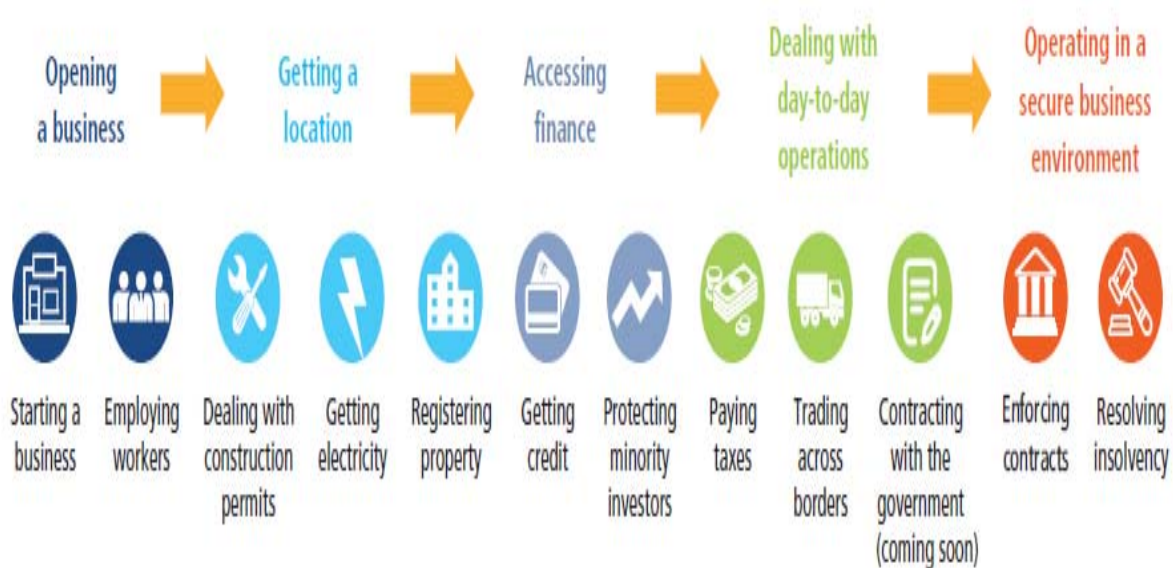 Opening
a business
Getting a
location
Accessing
finance
Dealing with
day-to-day
operations
Operating in a
secure business
environment
Starting a
business
Employing
workers
Dealing with
construction
permits
Getting
electricity
Registering
property
Getting
credit
Protecting
minority
investors
Paying
taxes
Trading
across
borders
Contracting
with the
government
(coming soon)
Enforcing
contracts
Resolving
insolvency